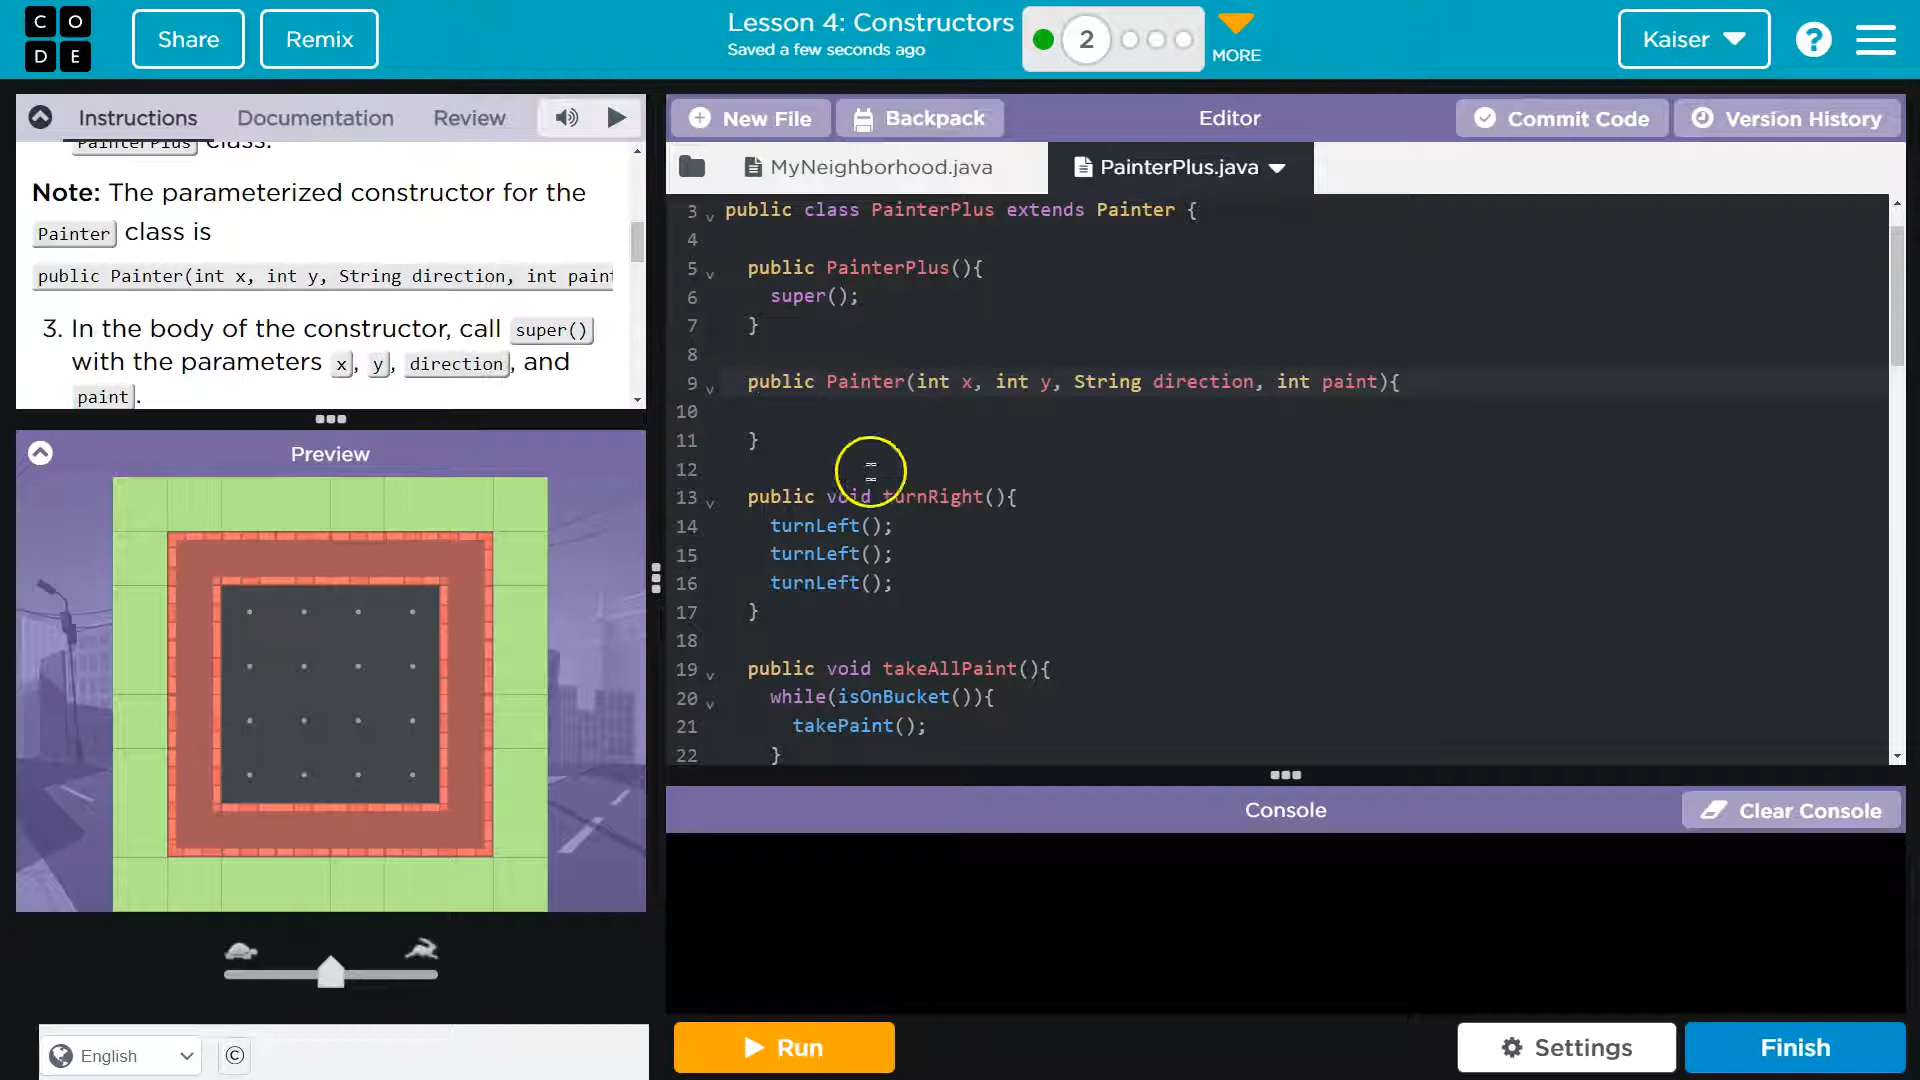 C O
D E
Share
Remix
Lesson 4: Constructors
Saved a few seconds ago
2
MORE
Kaiser
?
Instructions
Documentation
Review
New File
Backpack
Editor
Commit Code
Version History
MyNeighborhood.java
PainterPlus.java
PainterPlus class.
Note: The parameterized constructor for the
Painter class is
public Painter(int x, int y, String direction, int paint
3. In the body of the constructor, call super()
with the parameters x, y, direction, and
paint.
3 public class PainterPlus extends Painter {
4
5 public PainterPlus(){
6 super();
7 }
8
9 public Painter(int x, int y, String direction, int paint){
10
11 }
12
13 public void turnRight(){
14 turnLeft();
15 turnLeft();
16 turnLeft();
17 }
18
19 public void takeAllPaint(){
20 while(isOnBucket()){
21 takePaint();
22 }
Preview
Console
Clear Console
English
©
Run
Settings
Finish